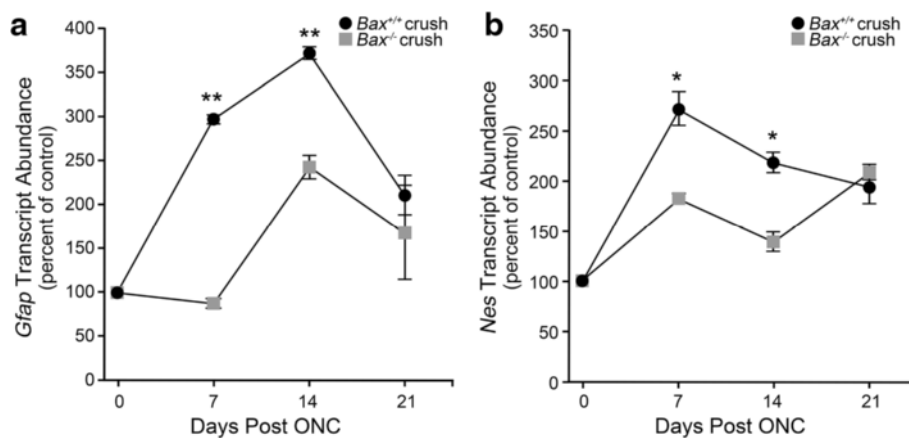 a
Bax+/+ crush
Bax-/- crush
Gfap Transcript Abundance
(percent of control)
400
350
300
250
200
150
100
50
0
**
**
0 7 14 21
Days Post ONC
b
Bax+/+ crush
Bax-/- crush
Nes Transcript Abundance
(percent of control)
350
300
250
200
150
100
50
0
*
*
0 7 14 21
Days Post ONC